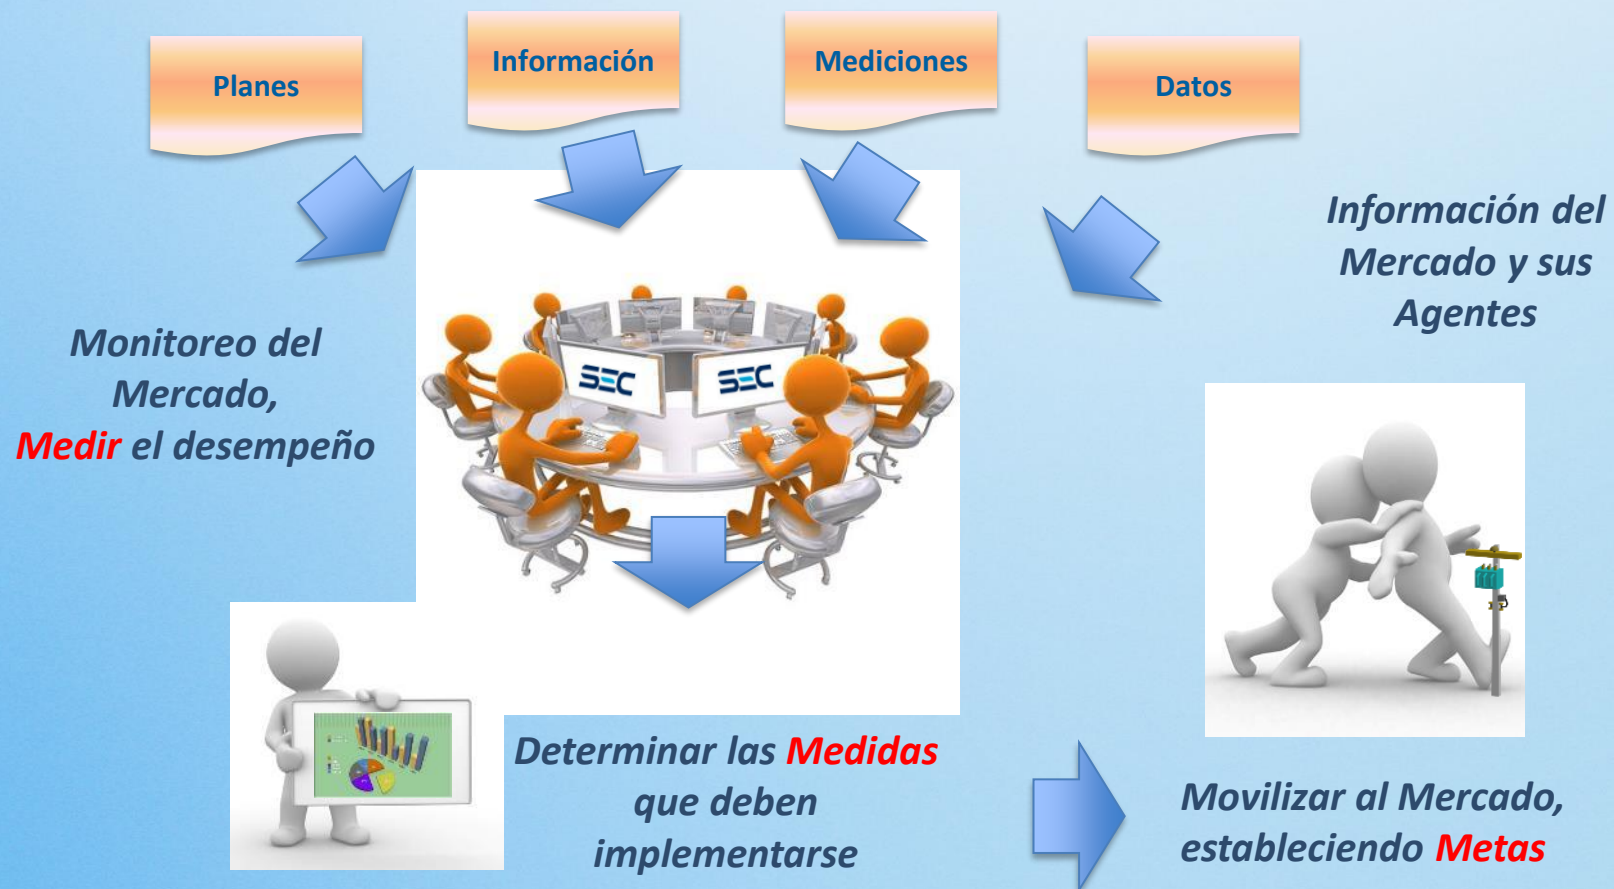 Planes
Información
Mediciones
Datos
Información del
Mercado y sus
Agentes
Monitoreo del
Mercado,
Medir el desempeño
SEC
SEC
Determinar las Medidas
que deben
implementarse
Movilizar al Mercado,
estableciendo Metas